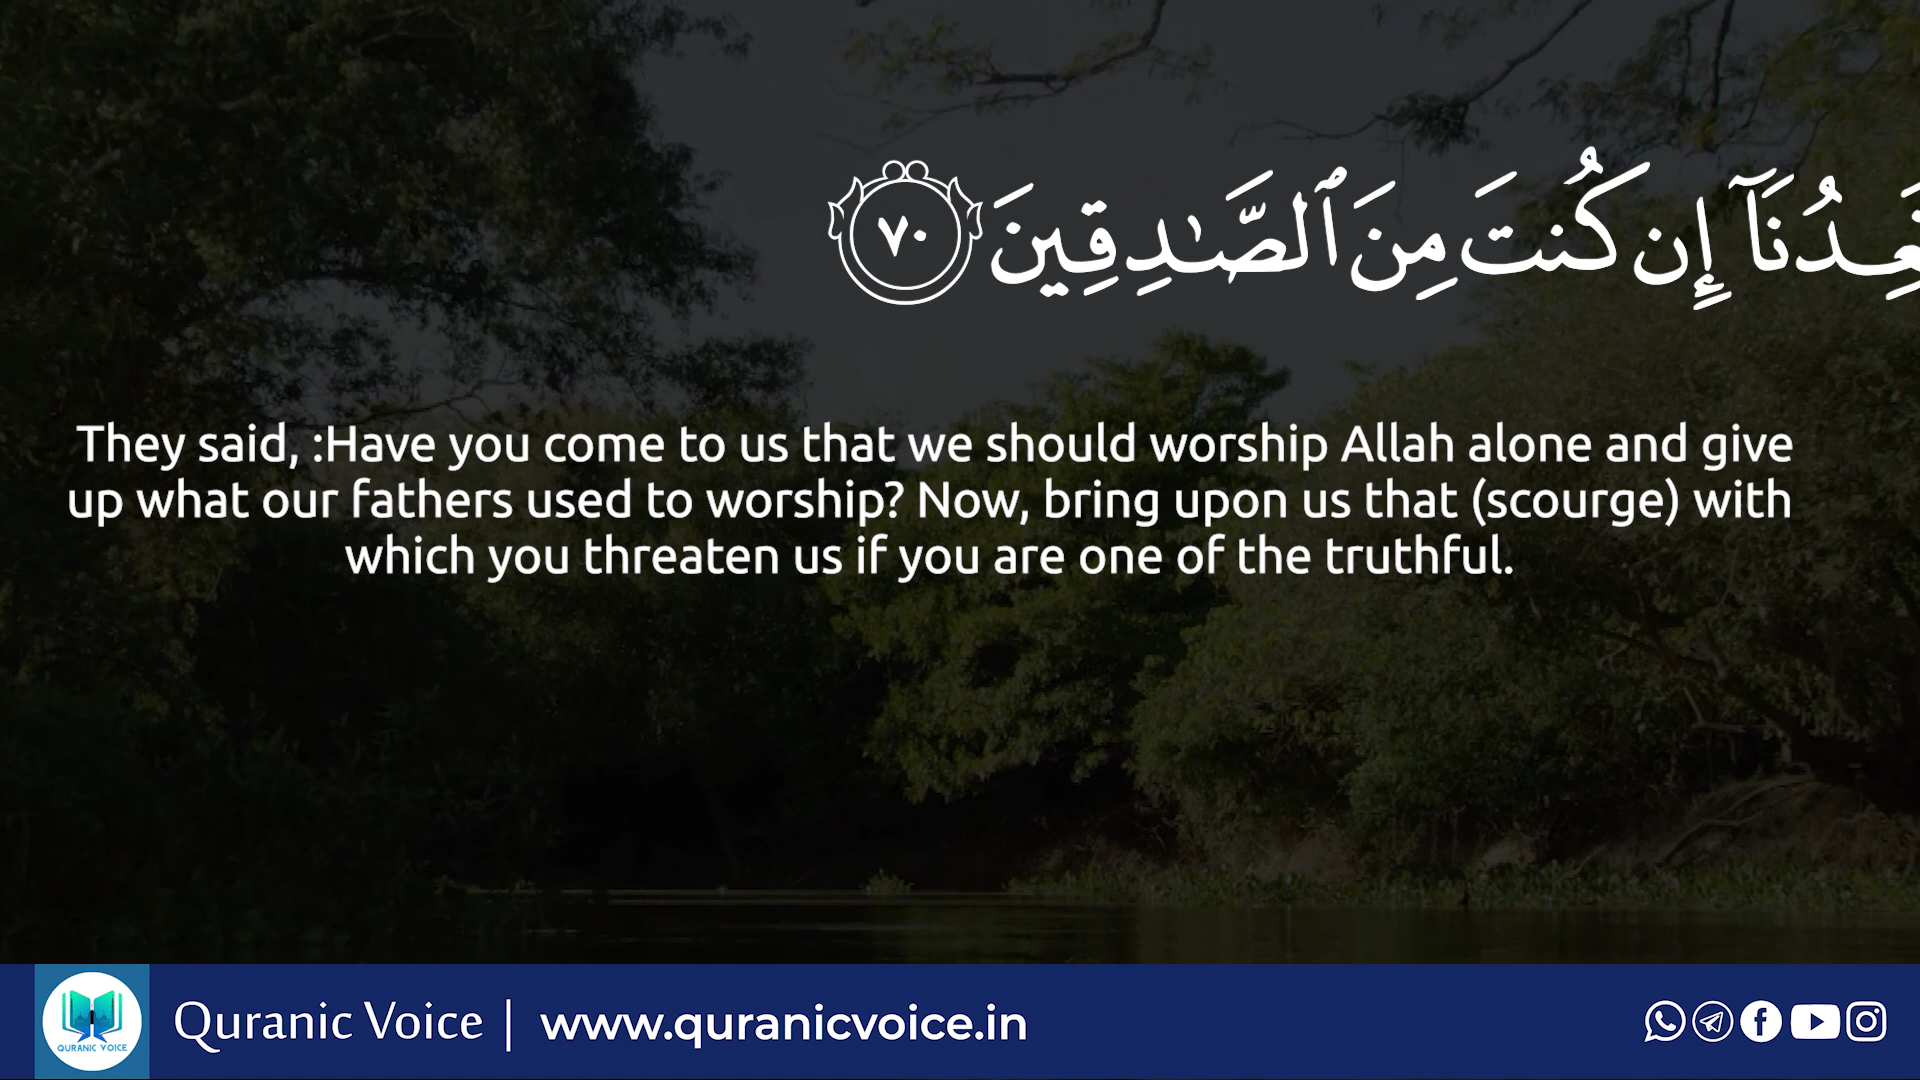 تَعِدُنَآ إِن كُنتَ مِنَ ٱلصَّـٰدِقِينَ ٧٠
They said, :Have you come to us that we should worship Allah alone and give
up what our fathers used to worship? Now, bring upon us that (scourge) with
which you threaten us if you are one of the truthful.
QURANIC VOICE
Quranic Voice | www.quranicvoice.in